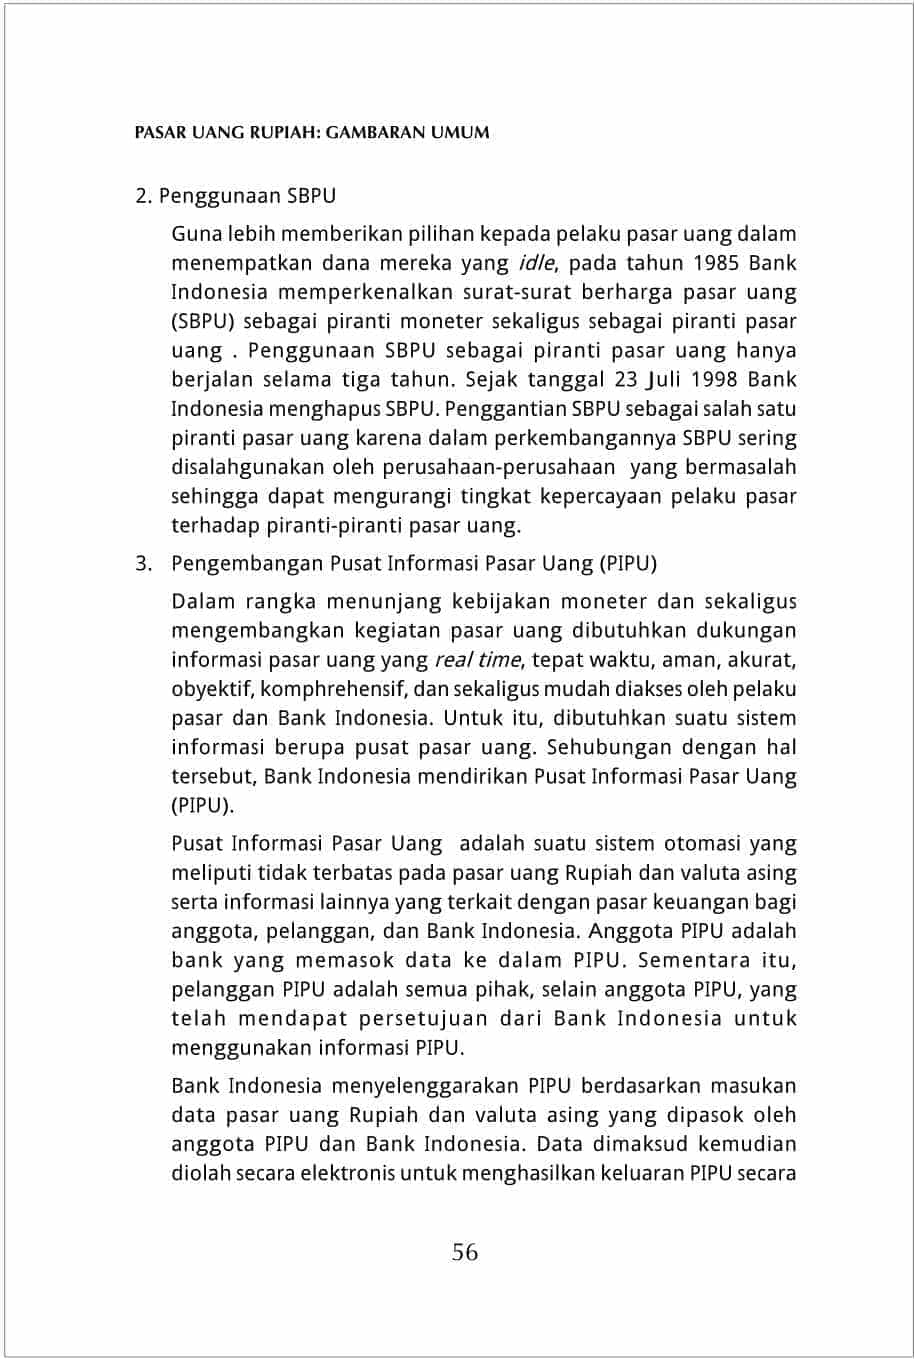 PASAR UANG RUPIAH: GAMBARAN UMUM
2. Penggunaan SBPU
Guna lebih memberikan pilihan kepada pelaku pasar uang dalam
menempatkan dana mereka yang idle, pada tahun 1985 Bank
Indonesia memperkenalkan surat-surat berharga pasar uang
(SBPU) sebagai piranti moneter sekaligus sebagai piranti pasar
uang . Penggunaan SBPU sebagai piranti pasar uang hanya
berjalan selama tiga tahun. Sejak tanggal 23 Juli 1998 Bank
Indonesia menghapus SBPU. Penggantian SBPU sebagai salah satu
piranti pasar uang karena dalam perkembangannya SBPU sering
disalahgunakan oleh perusahaan-perusahaan  yang bermasalah
sehingga dapat mengurangi tingkat kepercayaan pelaku pasar
terhadap piranti-piranti pasar uang.
3. Pengembangan Pusat Informasi Pasar Uang (PIPU)
Dalam rangka menunjang kebijakan moneter dan sekaligus
mengembangkan kegiatan pasar uang dibutuhkan dukungan
informasi pasar uang yang real time, tepat waktu, aman, akurat,
obyektif, komphrehensif, dan sekaligus mudah diakses oleh pelaku
pasar dan Bank Indonesia. Untuk itu, dibutuhkan suatu sistem
informasi berupa pusat pasar uang. Sehubungan dengan hal
tersebut, Bank Indonesia mendirikan Pusat Informasi Pasar Uang
(PIPU).
Pusat Informasi Pasar Uang  adalah suatu sistem otomasi yang
meliputi tidak terbatas pada pasar uang Rupiah dan valuta asing
serta informasi lainnya yang terkait dengan pasar keuangan bagi
anggota, pelanggan, dan Bank Indonesia. Anggota PIPU adalah
bank yang memasok data ke dalam PIPU. Sementara itu,
pelanggan PIPU adalah semua pihak, selain anggota PIPU, yang
telah mendapat persetujuan dari Bank Indonesia untuk
menggunakan informasi PIPU.
Bank Indonesia menyelenggarakan PIPU berdasarkan masukan
data pasar uang Rupiah dan valuta asing yang dipasok oleh
anggota PIPU dan Bank Indonesia. Data dimaksud kemudian
diolah secara elektronis untuk menghasilkan keluaran PIPU secara
56